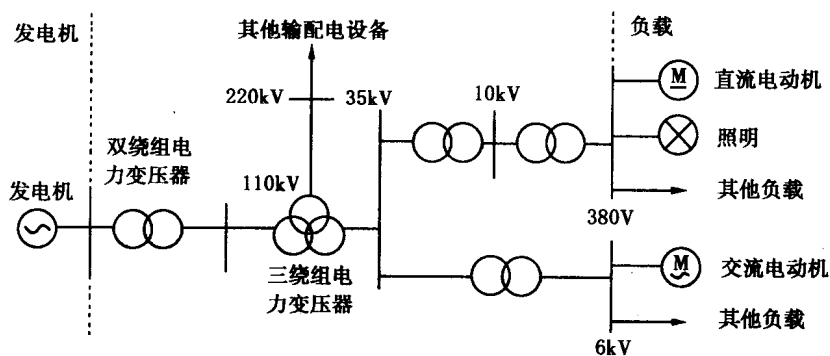 发电机
其他输配电设备
负载
220kV
35kV
10kV
M
直流电动机
双绕组电
力变压器
照明
发电机
110kV
其他负载
380V
三绕组电
力变压器
M
交流电动机
其他负载
6kV